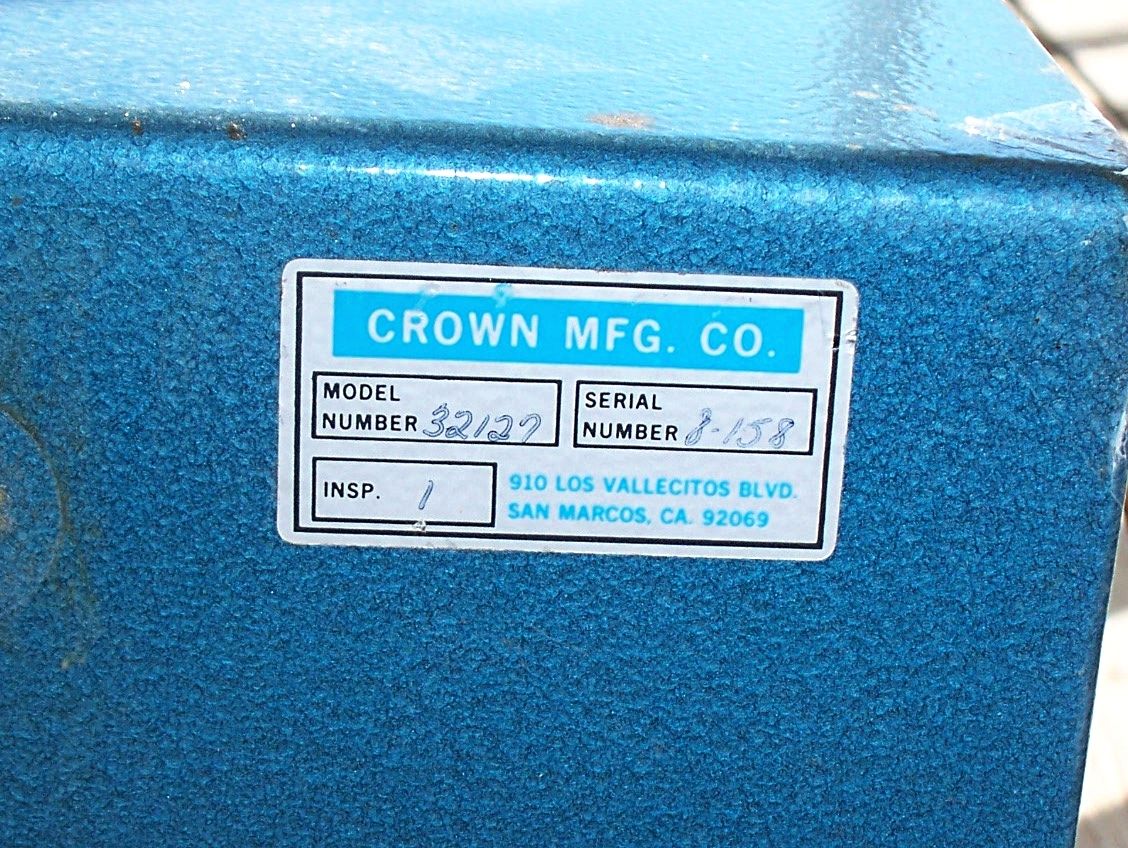 CROWN MFG. CO.
MODEL
NUMBER 32127
SERIAL
NUMBER 8-158
INSP. 1
910 LOS VALLECITOS BLVD.
SAN MARCOS, CA. 92069